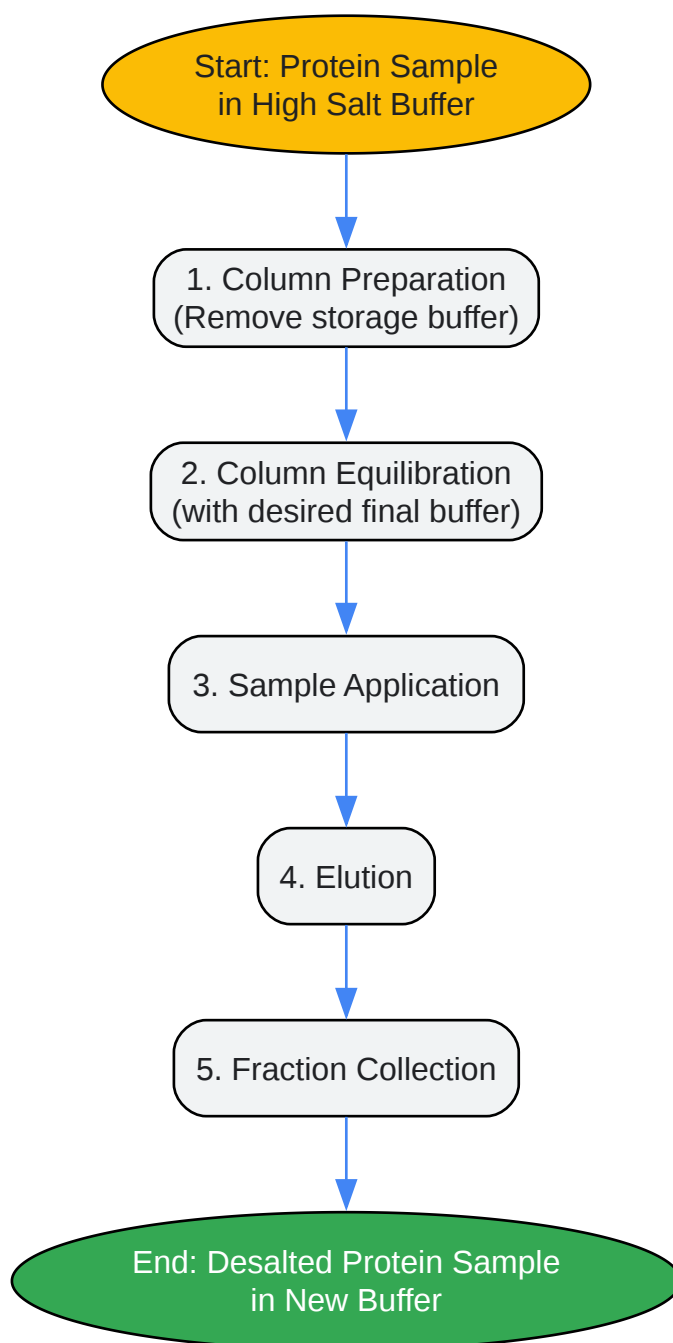 Start: Protein Sample
in High Salt Buffer
1. Column Preparation
(Remove storage buffer)
2. Column Equilibration
(with desired final buffer)
3. Sample Application
4. Elution
5. Fraction Collection
End: Desalted Protein Sample
in New Buffer